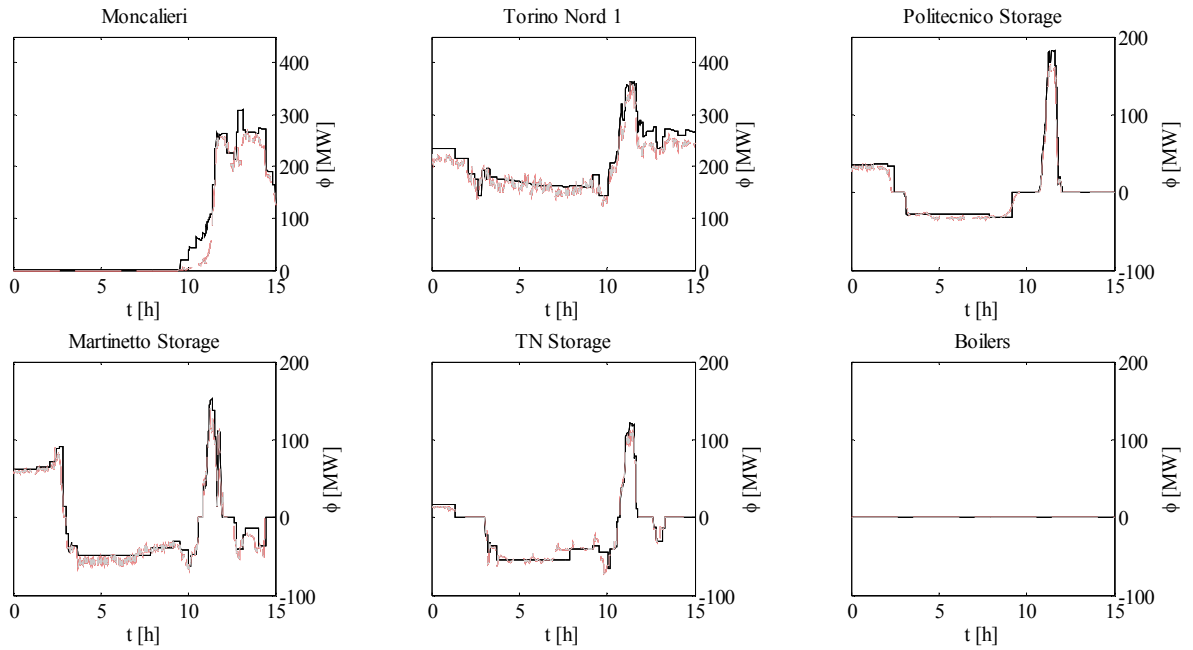 Moncalieri
Torino Nord 1
Politecnico Storage
400
300
200
100
0
ϕ [MW]
0
5
10
15
t [h]
400
300
200
100
0
ϕ [MW]
0
5
10
15
t [h]
200
100
0
-100
ϕ [MW]
0
5
10
15
t [h]
Martinetto Storage
TN Storage
Boilers
200
100
0
-100
ϕ [MW]
0
5
10
15
t [h]
200
100
0
-100
ϕ [MW]
0
5
10
15
t [h]
200
100
0
-100
ϕ [MW]
0
5
10
15
t [h]